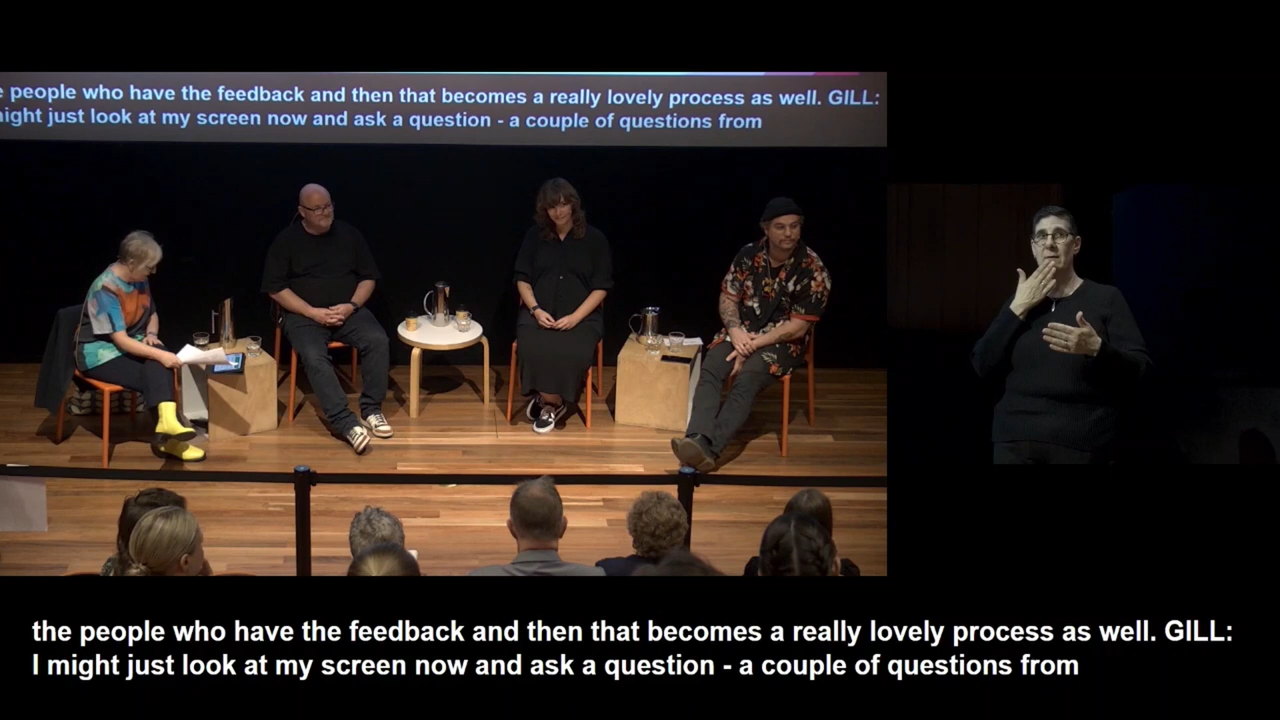 e people who have the feedback and then that becomes a really lovely process as well. GILL:
ight just look at my screen now and ask a question - a couple of questions from
the people who have the feedback and then that becomes a really lovely process as well. GILL:
I might just look at my screen now and ask a question - a couple of questions from